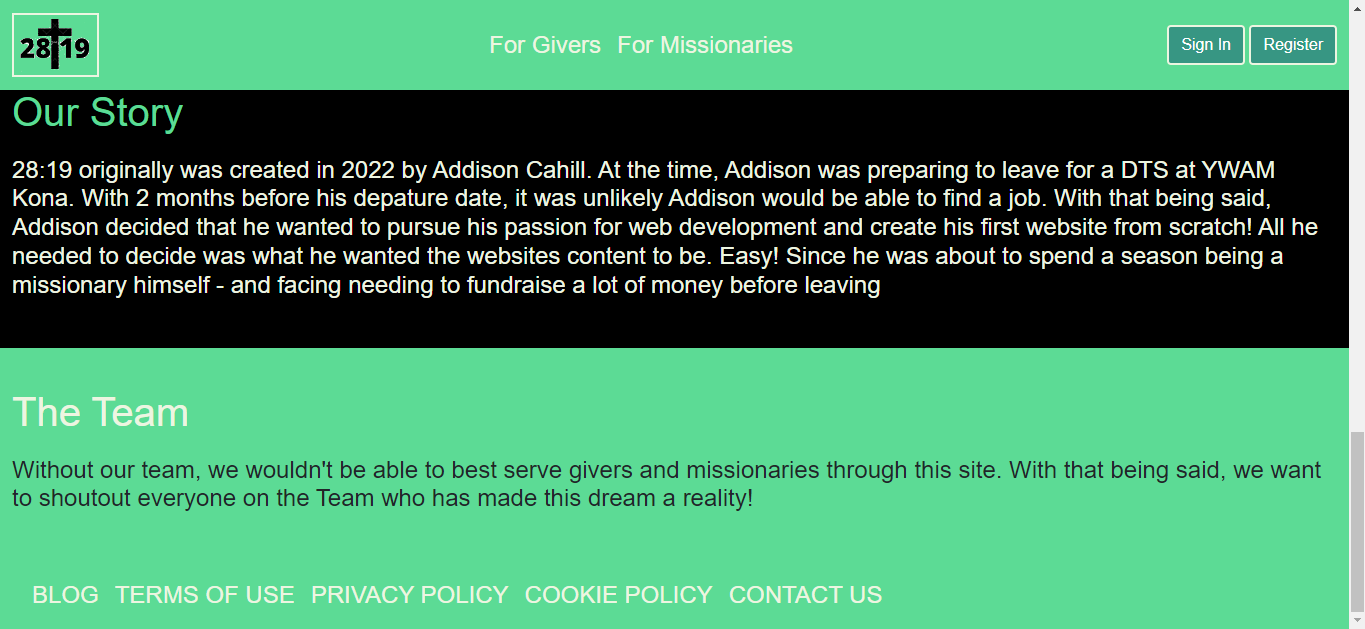 28 19
For Givers For Missionaries
Sign In Register
Our Story
28:19 originally was created in 2022 by Addison Cahill. At the time, Addison was preparing to leave for a DTS at YWAM
Kona. With 2 months before his depature date, it was unlikely Addison would be able to find a job. With that being said,
Addison decided that he wanted to pursue his passion for web development and create his first website from scratch! All he
needed to decide was what he wanted the websites content to be. Easy! Since he was about to spend a season being a
missionary himself - and facing needing to fundraise a lot of money before leaving
The Team
Without our team, we wouldn't be able to best serve givers and missionaries through this site. With that being said, we want
to shoutout everyone on the Team who has made this dream a reality!
BLOG TERMS OF USE PRIVACY POLICY COOKIE POLICY CONTACT US